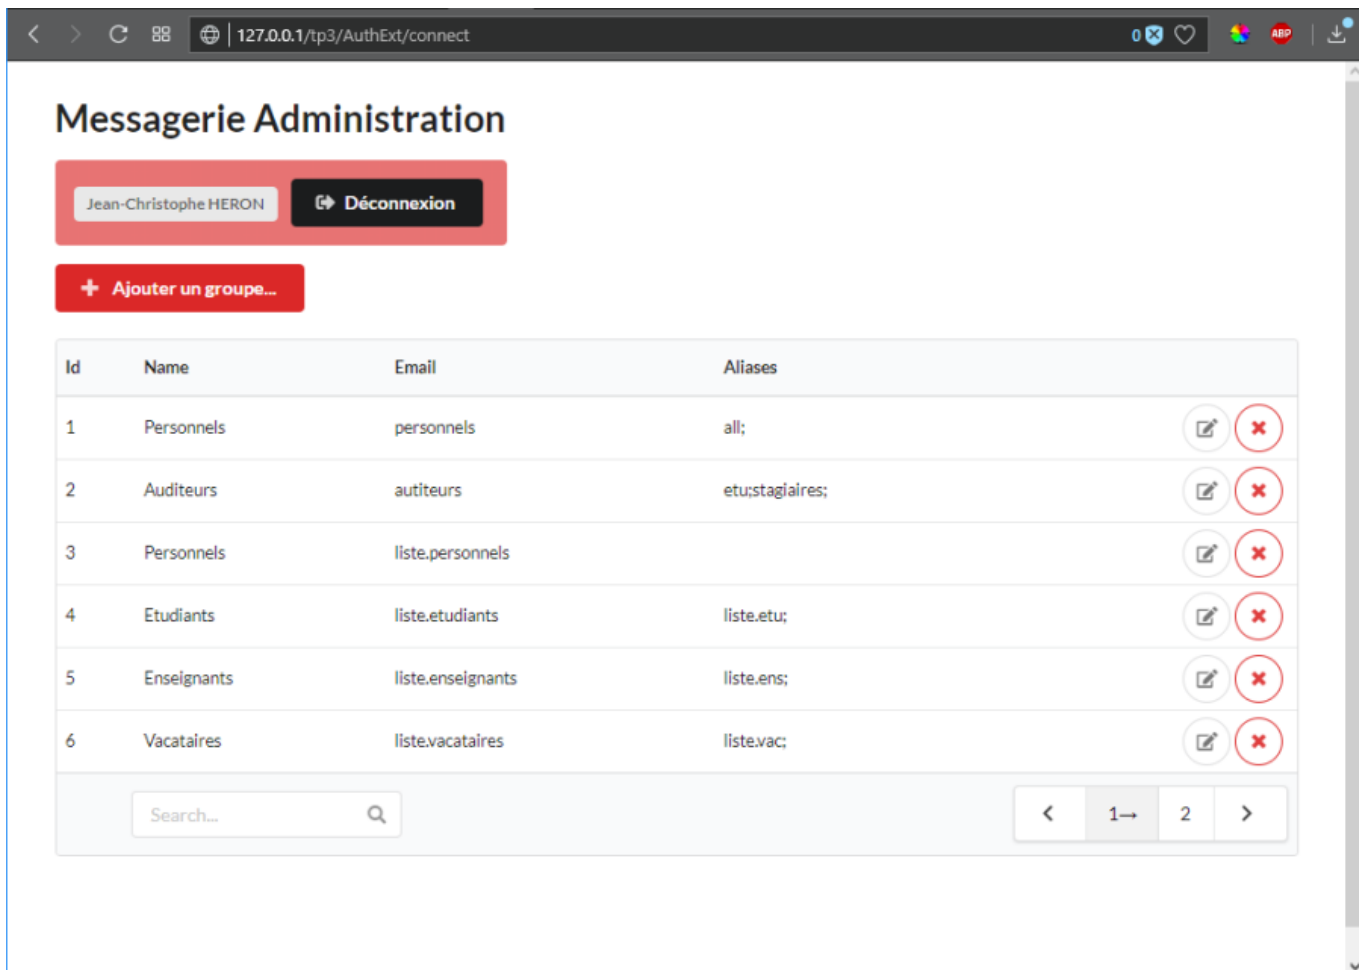 127.0.0.1/tp3/AuthExt/connect 0 ABP
Messagerie Administration
Jean-Christophe HERON Déconnexion
Ajouter un groupe...
Id Name Email Aliases
1 Personnels personnels all;
2 Auditeurs autiteurs etu;stagiaires;
3 Personnels liste.personnels
4 Etudiants liste.etudiants liste.etu;
5 Enseignants liste.enseignants liste.ens;
6 Vacataires liste.vacataires liste.vac;
Search... 1→ 2